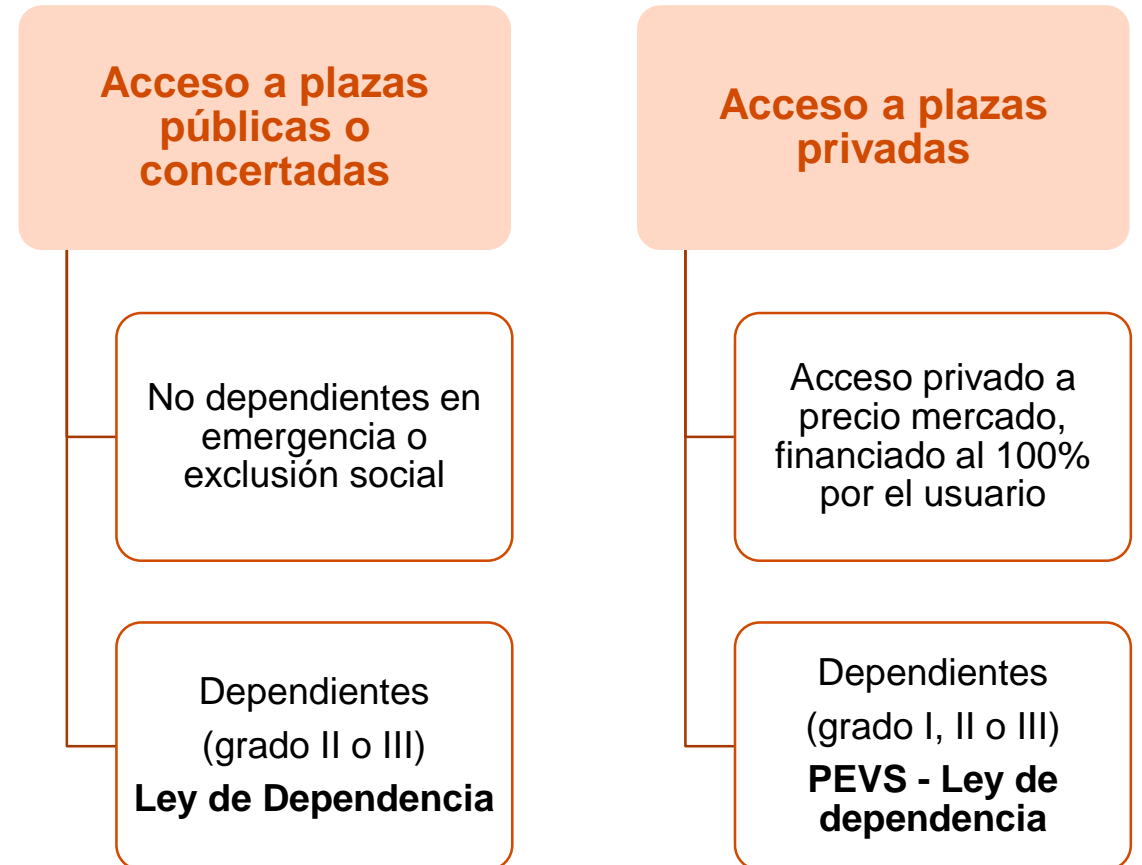 Acceso a plazas
públicas o
concertadas
No dependientes en
emergencia o
exclusión social
Dependientes
(grado II o III)
Ley de Dependencia
Acceso a plazas
privadas
Acceso privado a
precio mercado,
financiado al 100%
por el usuario
Dependientes
(grado I, II o III)
PEVS - Ley de
dependencia